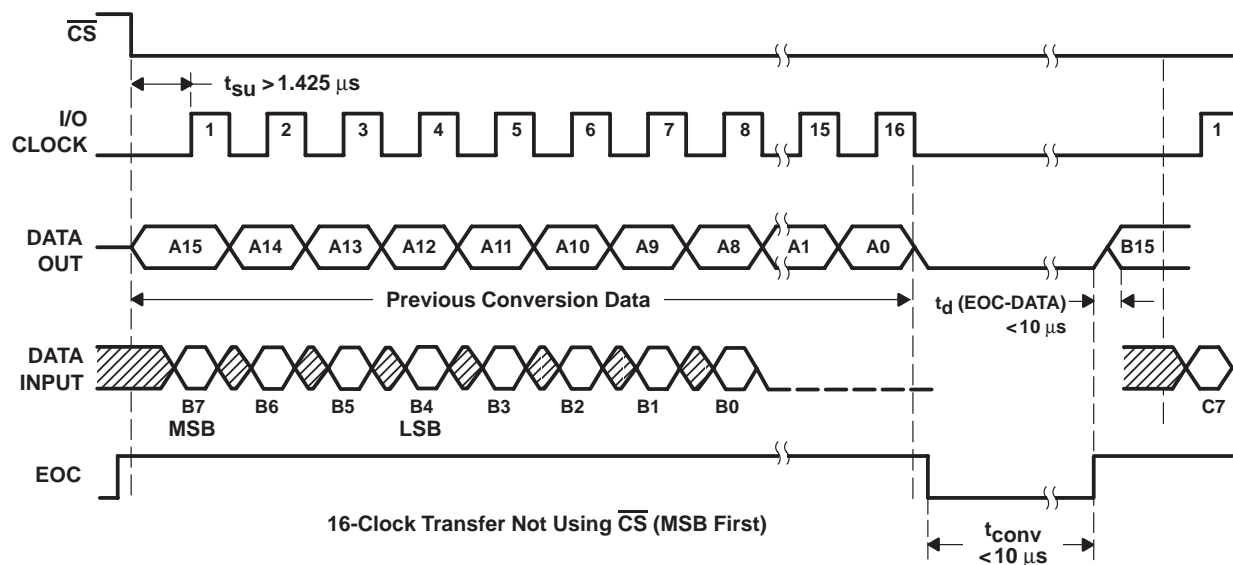 CS
tsu > 1.425 μs
I/O
CLOCK
1 2 3 4 5 6 7 8 15 16 1
DATA
OUT
A15 A14 A13 A12 A11 A10 A9 A8 A1 A0 B15
Previous Conversion Data
td (EOC-DATA)
<10 μs
DATA
INPUT
B7 B6 B5 B4 B3 B2 B1 B0 C7
MSB LSB
EOC
16-Clock Transfer Not Using CS (MSB First)
tconv
<10 μs